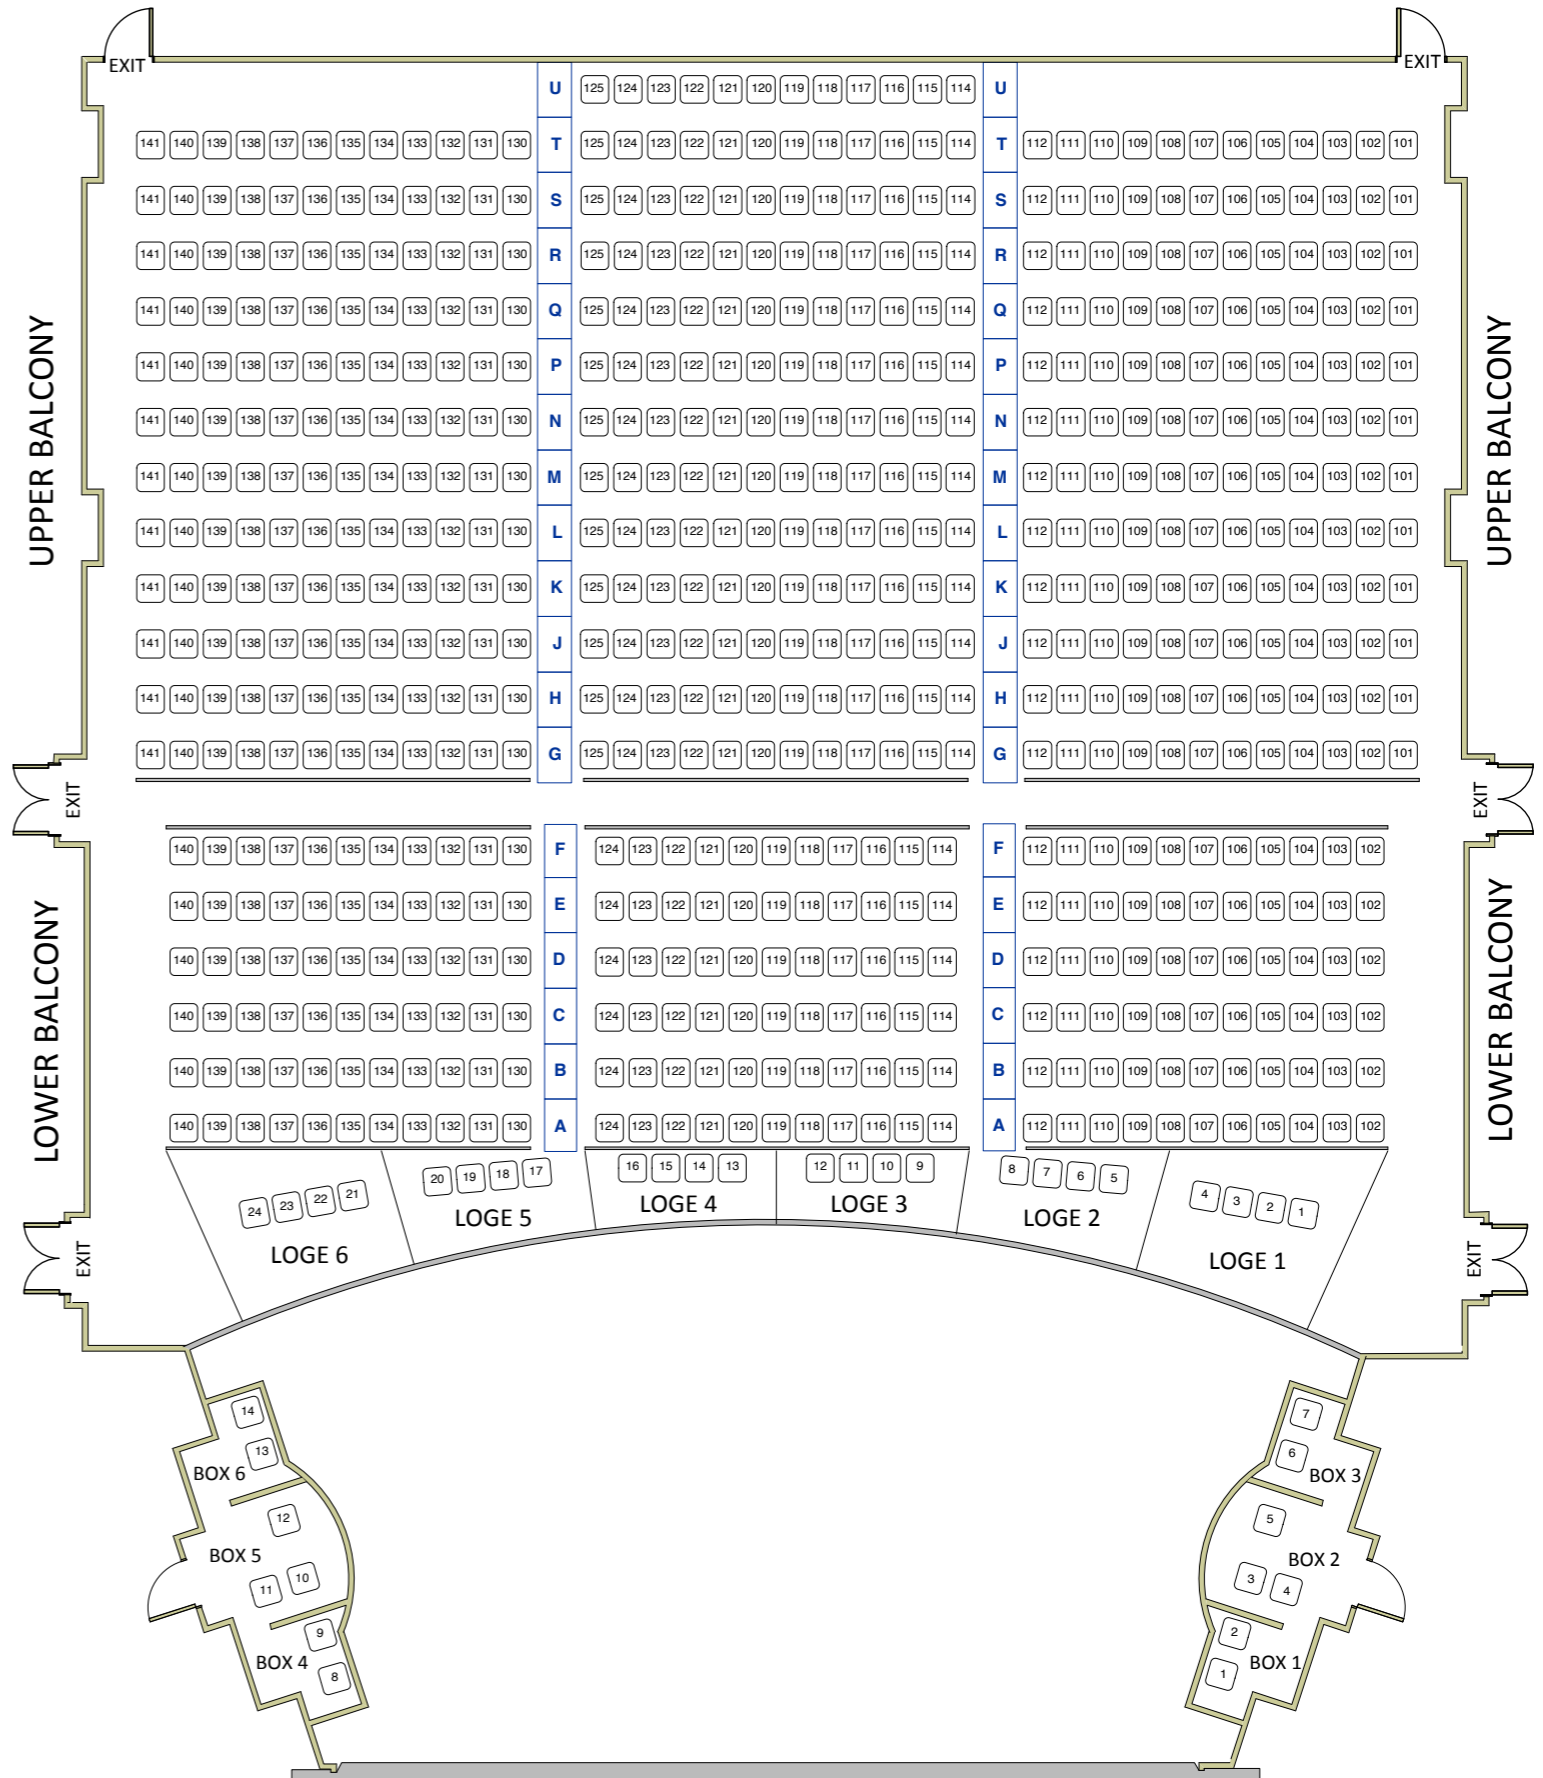 EXIT EXIT
U 125 124 123 122 121 120 119 118 117 116 115 114 U
141 140 139 138 137 136 135 134 133 132 131 130 T 125 124 123 122 121 120 119 118 117 116 115 114 T 112 111 110 109 108 107 106 105 104 103 102 101
141 140 139 138 137 136 135 134 133 132 131 130 S 125 124 123 122 121 120 119 118 117 116 115 114 S 112 111 110 109 108 107 106 105 104 103 102 101
141 140 139 138 137 136 135 134 133 132 131 130 R 125 124 123 122 121 120 119 118 117 116 115 114 R 112 111 110 109 108 107 106 105 104 103 102 101
141 140 139 138 137 136 135 134 133 132 131 130 Q 125 124 123 122 121 120 119 118 117 116 115 114 Q 112 111 110 109 108 107 106 105 104 103 102 101
141 140 139 138 137 136 135 134 133 132 131 130 P 125 124 123 122 121 120 119 118 117 116 115 114 P 112 111 110 109 108 107 106 105 104 103 102 101
141 140 139 138 137 136 135 134 133 132 131 130 N 125 124 123 122 121 120 119 118 117 116 115 114 N 112 111 110 109 108 107 106 105 104 103 102 101
UPPER BALCONY
UPPER BALCONY
141 140 139 138 137 136 135 134 133 132 131 130 M 125 124 123 122 121 120 119 118 117 116 115 114 M 112 111 110 109 108 107 106 105 104 103 102 101
141 140 139 138 137 136 135 134 133 132 131 130 L 125 124 123 122 121 120 119 118 117 116 115 114 L 112 111 110 109 108 107 106 105 104 103 102 101
141 140 139 138 137 136 135 134 133 132 131 130 K 125 124 123 122 121 120 119 118 117 116 115 114 K 112 111 110 109 108 107 106 105 104 103 102 101
141 140 139 138 137 136 135 134 133 132 131 130 J 125 124 123 122 121 120 119 118 117 116 115 114 J 112 111 110 109 108 107 106 105 104 103 102 101
141 140 139 138 137 136 135 134 133 132 131 130 H 125 124 123 122 121 120 119 118 117 116 115 114 H 112 111 110 109 108 107 106 105 104 103 102 101
141 140 139 138 137 136 135 134 133 132 131 130 G 125 124 123 122 121 120 119 118 117 116 115 114 G 112 111 110 109 108 107 106 105 104 103 102 101
EXIT EXIT
140 139 138 137 136 135 134 133 132 131 130 F 124 123 122 121 120 119 118 117 116 115 114 F 112 111 110 109 108 107 106 105 104 103 102
140 139 138 137 136 135 134 133 132 131 130 E 124 123 122 121 120 119 118 117 116 115 114 E 112 111 110 109 108 107 106 105 104 103 102
140 139 138 137 136 135 134 133 132 131 130 D 124 123 122 121 120 119 118 117 116 115 114 D 112 111 110 109 108 107 106 105 104 103 102
140 139 138 137 136 135 134 133 132 131 130 C 124 123 122 121 120 119 118 117 116 115 114 C 112 111 110 109 108 107 106 105 104 103 102
LOWER BALCONY
LOWER BALCONY
140 139 138 137 136 135 134 133 132 131 130 B 124 123 122 121 120 119 118 117 116 115 114 B 112 111 110 109 108 107 106 105 104 103 102
140 139 138 137 136 135 134 133 132 131 130 A 124 123 122 121 120 119 118 117 116 115 114 A 112 111 110 109 108 107 106 105 104 103 102
24 23 22 21
LOGE 6
20 19 18 17
LOGE 5
16 15 14 13
LOGE 4
12 11 10 9
LOGE 3
8 7 6 5
LOGE 2
4 3 2 1
LOGE 1
EXIT EXIT
14
13
BOX 6
12
BOX 5
11 10
9
BOX 4
8
7
6
BOX 3
5
BOX 2
3 4
2
BOX 1
1